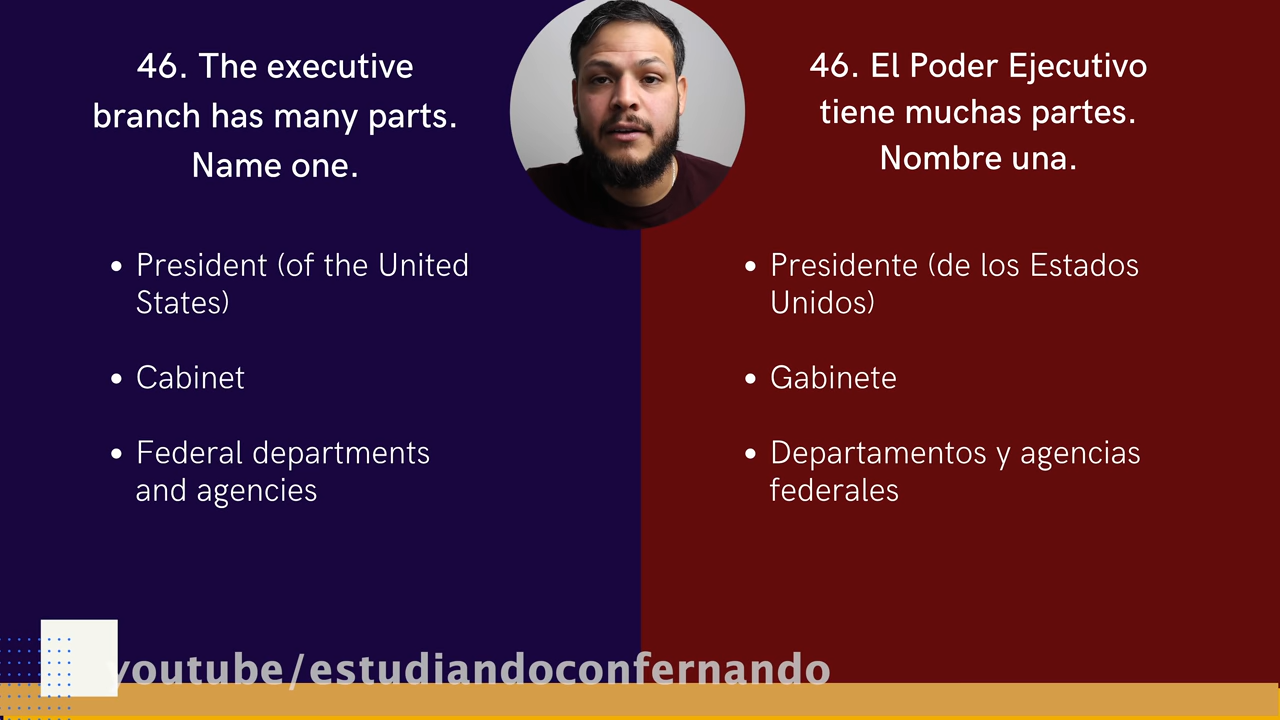 46. The executive
branch has many parts.
Name one.
• President (of the United
States)
• Cabinet
• Federal departments
and agencies
46. El Poder Ejecutivo
tiene muchas partes.
Nombre una.
• Presidente (de los Estados
Unidos)
• Gabinete
• Departamentos y agencias
federales
youtube/estudiandoconfernando